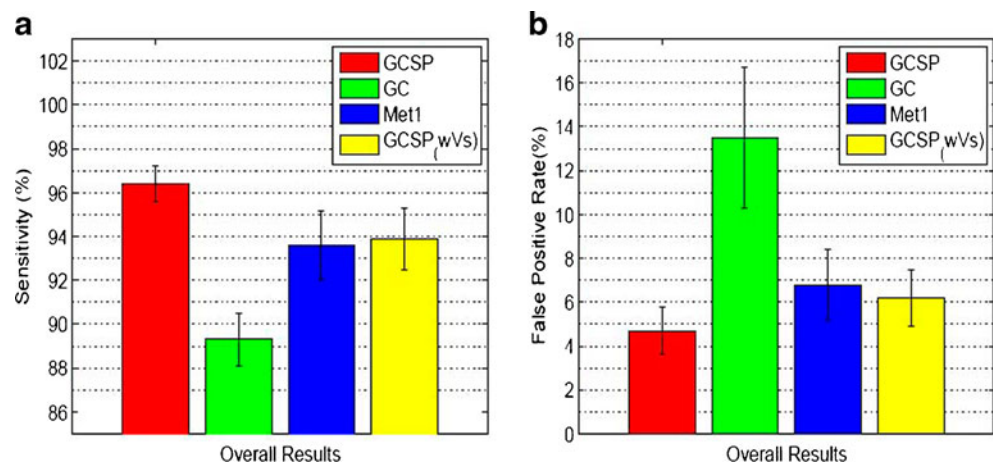 a
102
100
98
96
94
92
90
88
86
Sensitivity (%)
GCSP
GC
Met1
GCSP(wVs)
Overall Results
b
18
16
14
12
10
8
6
4
2
0
False Positive Rate(%)
GCSP
GC
Met1
GCSP(wVs)
Overall Results